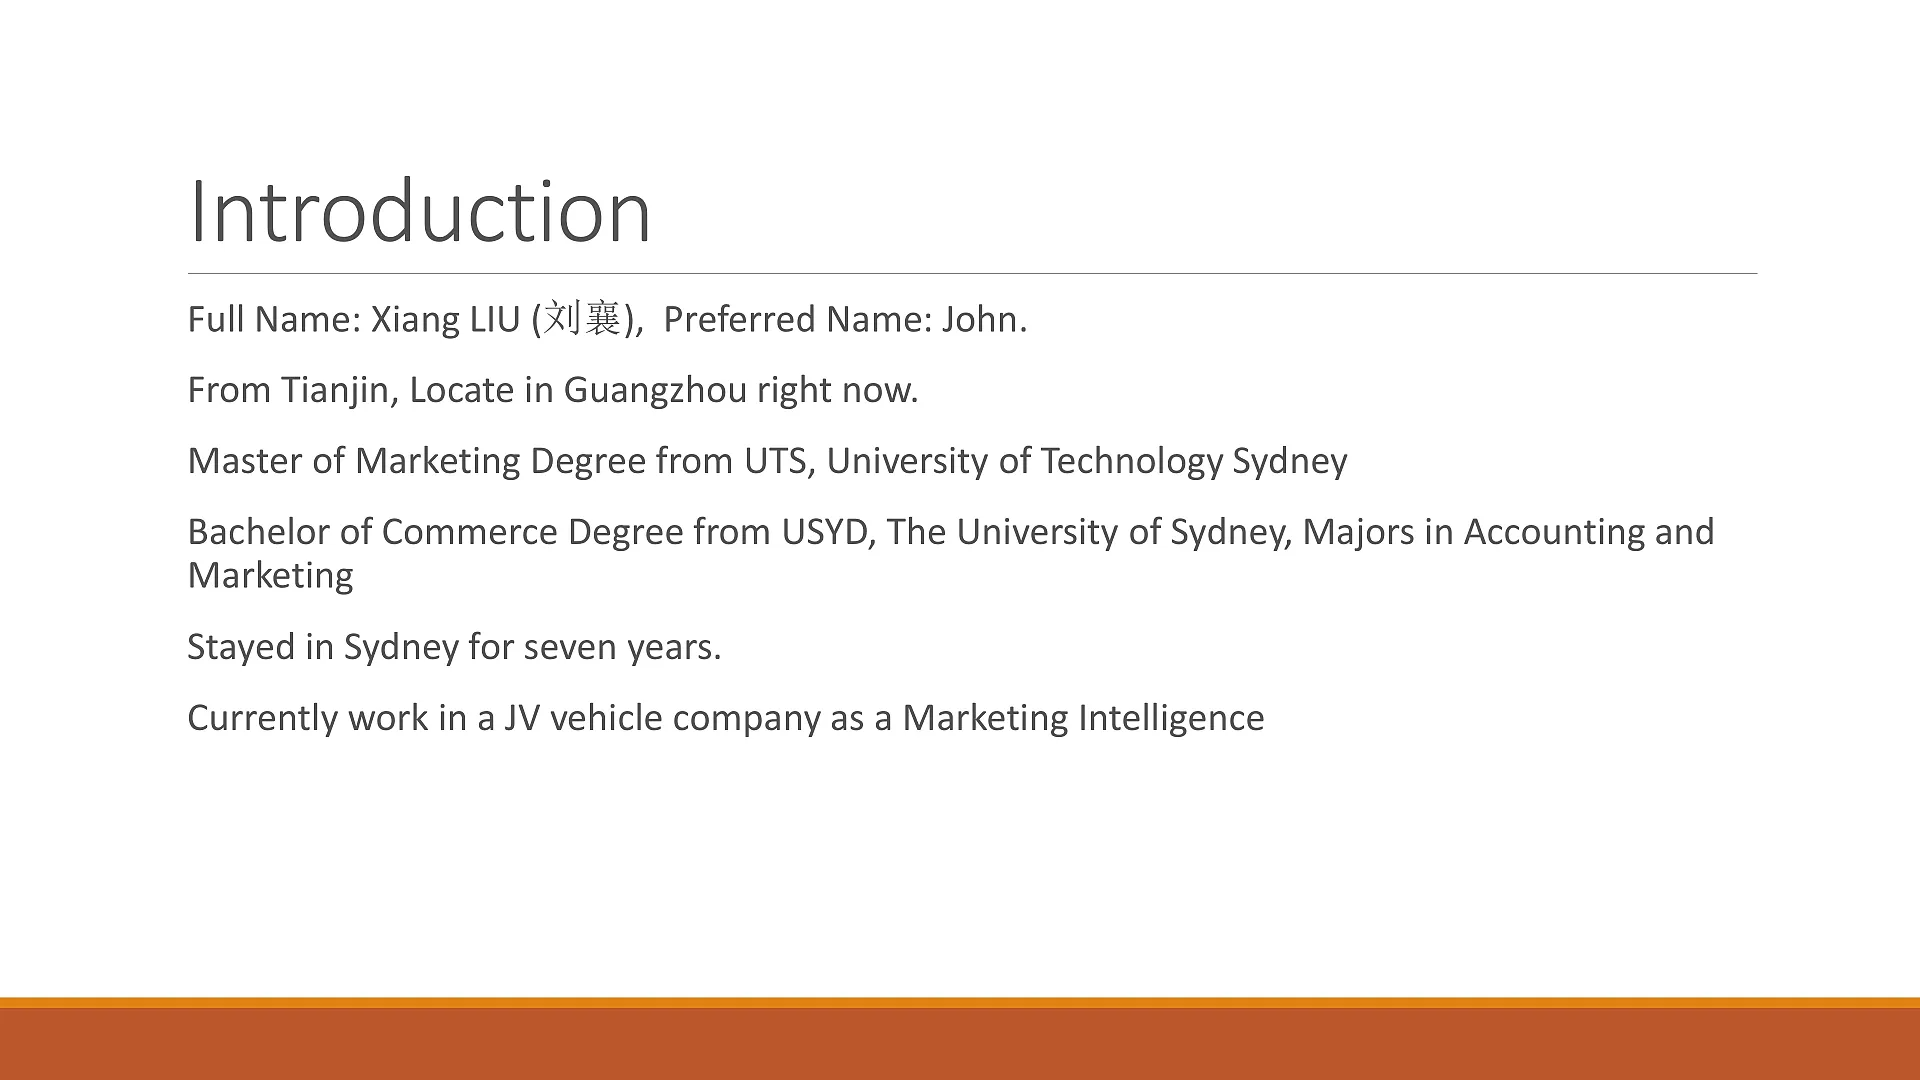 Introduction
Full Name: Xiang LIU (刘襄),  Preferred Name: John.
From Tianjin, Locate in Guangzhou right now.
Master of Marketing Degree from UTS, University of Technology Sydney
Bachelor of Commerce Degree from USYD, The University of Sydney, Majors in Accounting and
Marketing
Stayed in Sydney for seven years.
Currently work in a JV vehicle company as a Marketing Intelligence